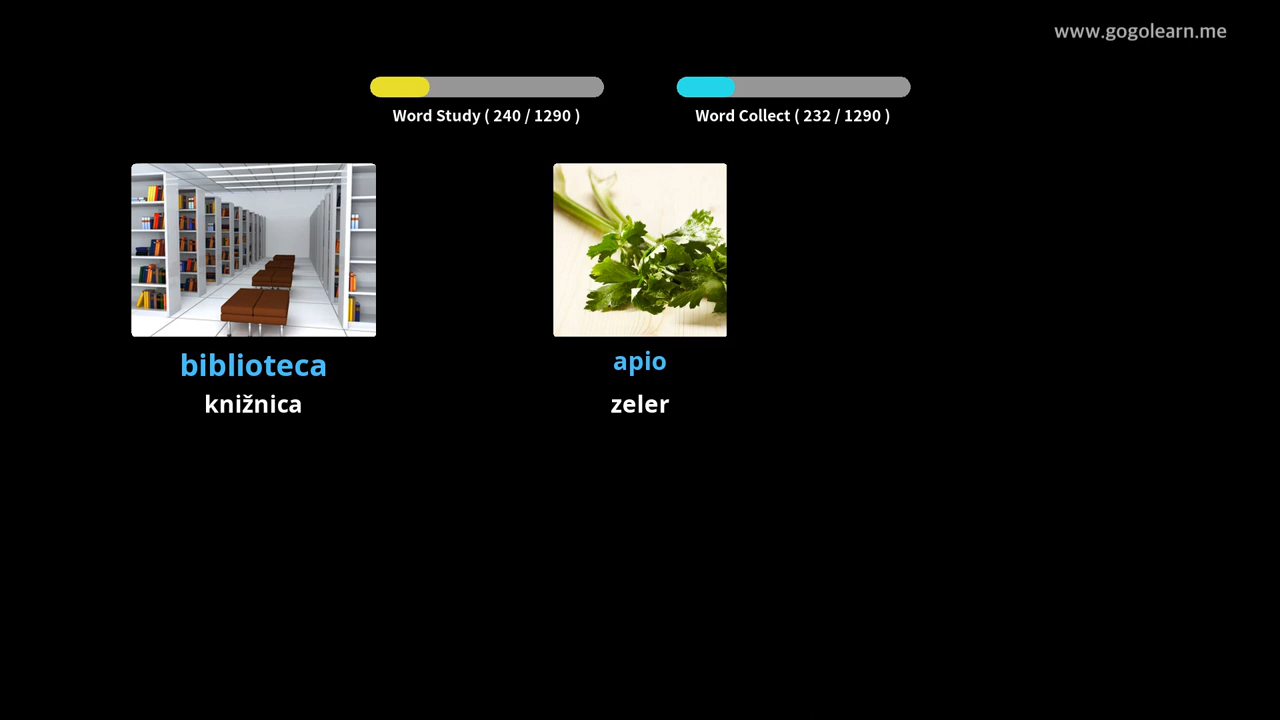 www.gogolearn.me
Word Study ( 240 / 1290 )
Word Collect ( 232 / 1290 )
biblioteca
knižnica
apio
zeler